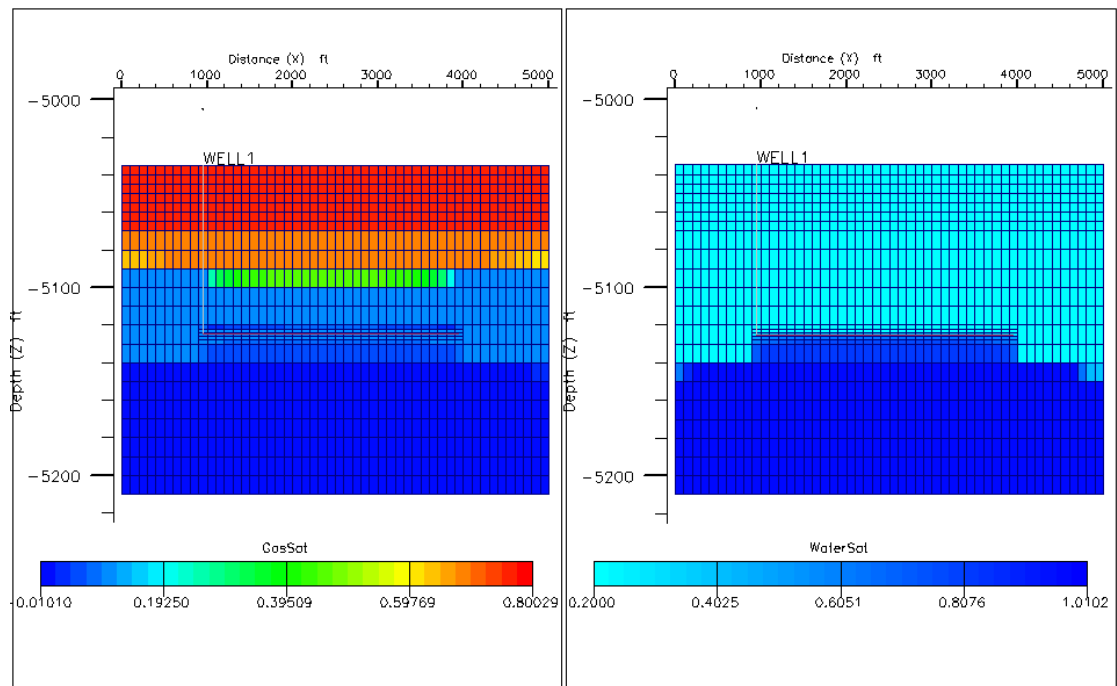 Distance (X) ft
0 1000 2000 3000 4000 5000
-5000
WELL1
-5100
Depth (Z) ft
-5200
GasSat
-0.01010 0.19250 0.39509 0.59769 0.80029
Distance (X) ft
0 1000 2000 3000 4000 5000
-5000
WELL1
-5100
Depth (Z) ft
-5200
WaterSat
0.2000 0.4025 0.6051 0.8076 1.0102